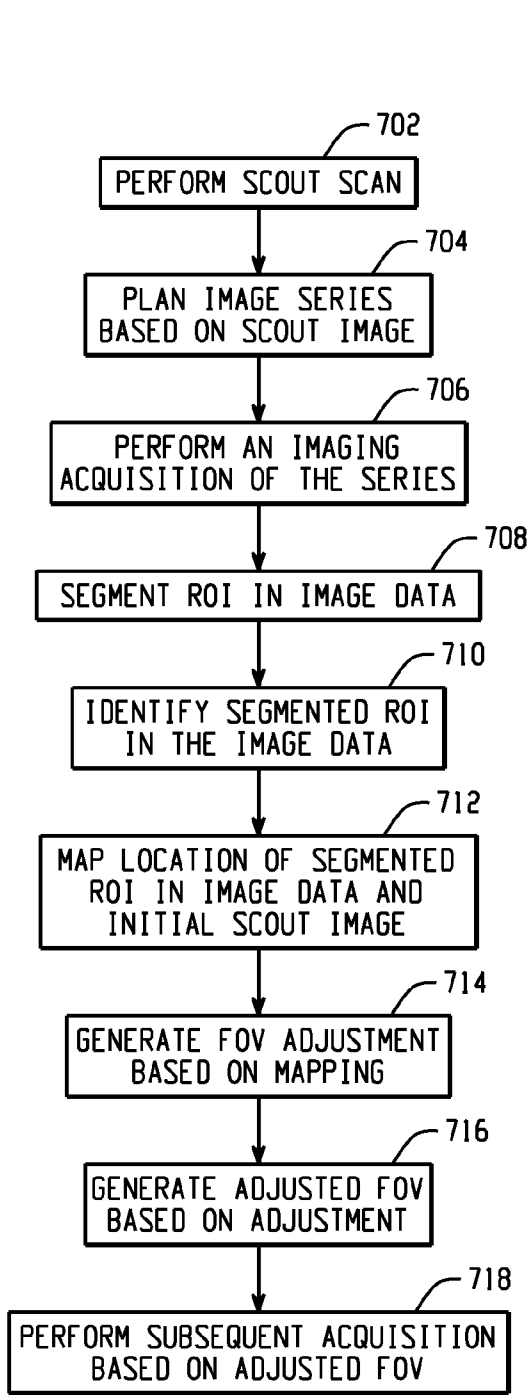 702
PERFORM SCOUT SCAN
704
PLAN IMAGE SERIES
BASED ON SCOUT IMAGE
706
PERFORM AN IMAGING
ACQUISITION OF THE SERIES
708
SEGMENT ROI IN IMAGE DATA
710
IDENTIFY SEGMENTED ROI
IN THE IMAGE DATA
712
MAP LOCATION OF SEGMENTED
ROI IN IMAGE DATA AND
INITIAL SCOUT IMAGE
714
GENERATE FOV ADJUSTMENT
BASED ON MAPPING
716
GENERATE ADJUSTED FOV
BASED ON ADJUSTMENT
718
PERFORM SUBSEQUENT ACQUISITION
BASED ON ADJUSTED FOV